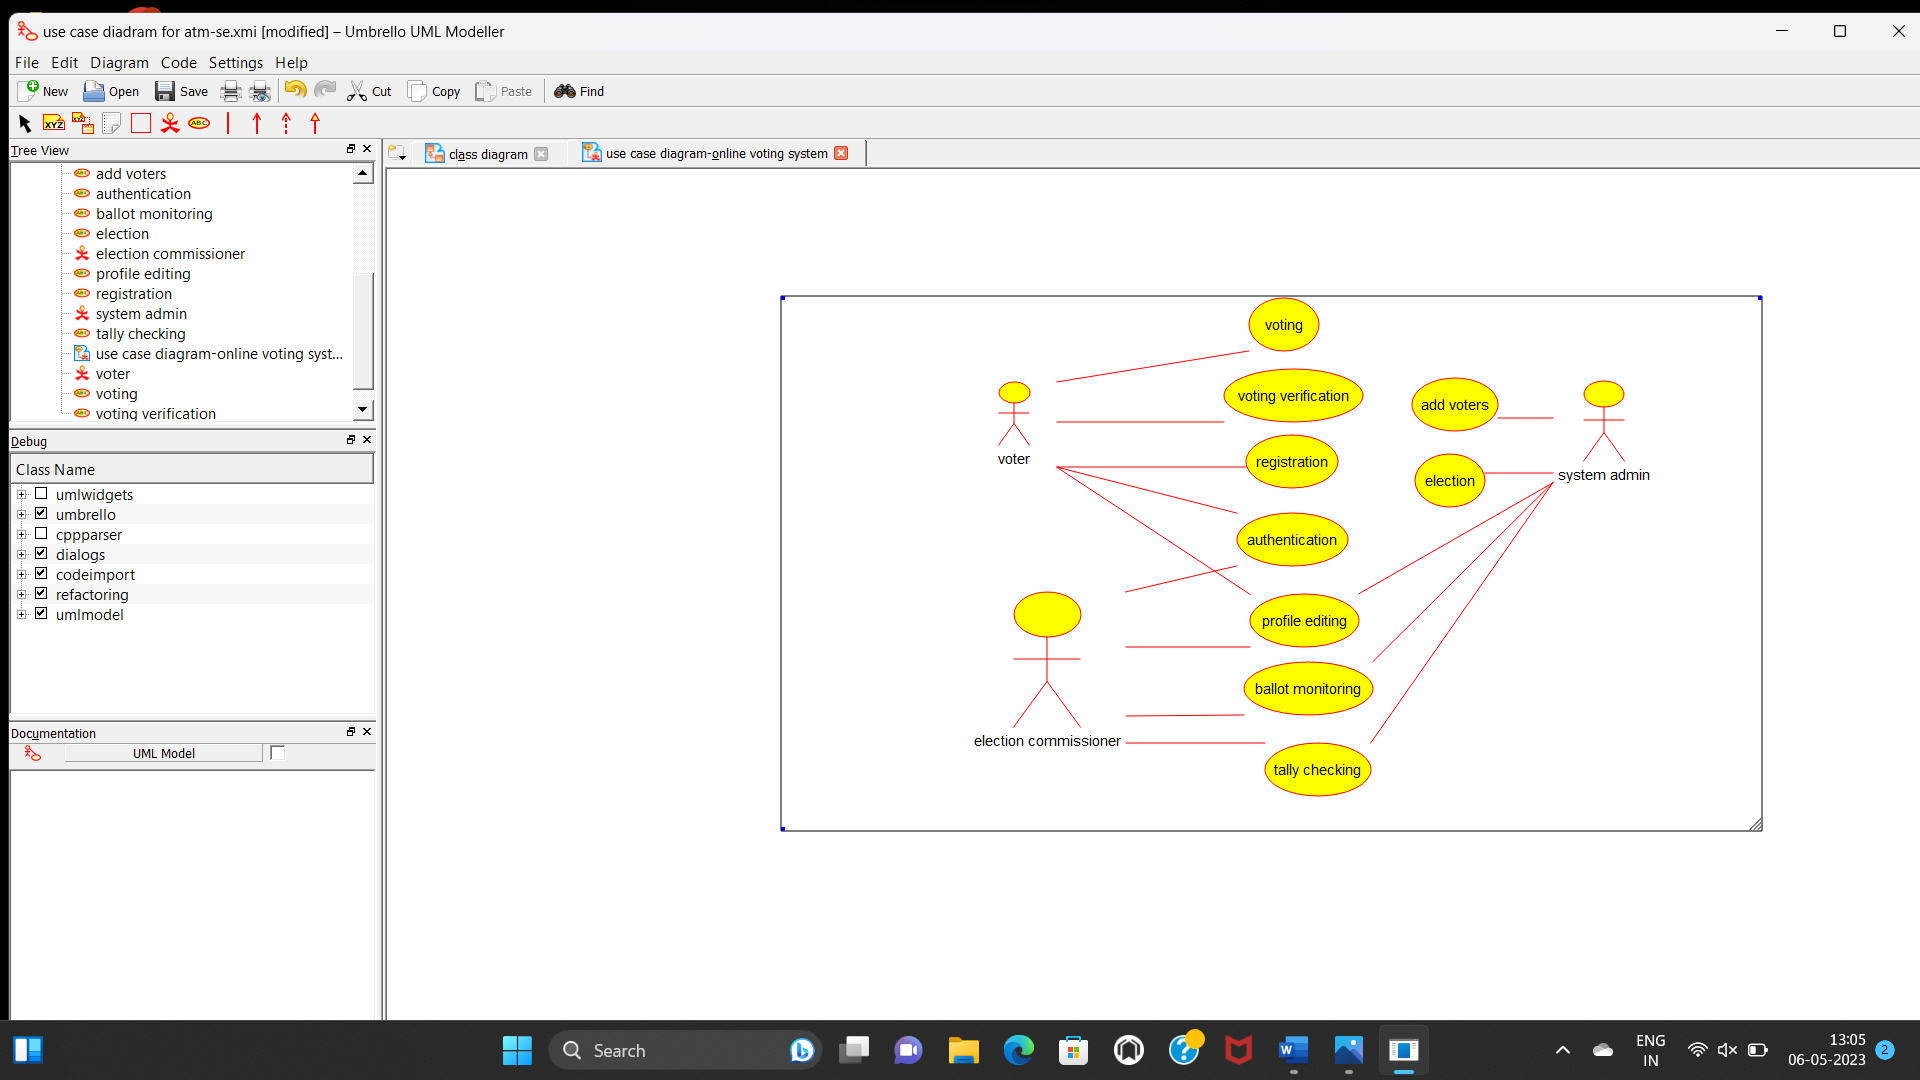 use case diadram for atm-se.xmi [modified] – Umbrello UML Modeller
File Edit Diagram Code Settings Help
New Open Save Cut Copy Paste Find
XYZ XYZ ABC
Tree View
class diagram
use case diagram-online voting system
add voters
authentication
ballot monitoring
election
election commissioner
profile editing
registration
system admin
tally checking
use case diagram-online voting syst...
voter
voting
voting verification
Debug
Class Name
umlwidgets
umbrello
cppparser
dialogs
codeimport
refactoring
umlmodel
Documentation
UML Model
voting
voting verification
add voters
voter
registration
system admin
election
authentication
profile editing
ballot monitoring
election commissioner
tally checking
Search
ENG
IN
13:05
06-05-2023
2